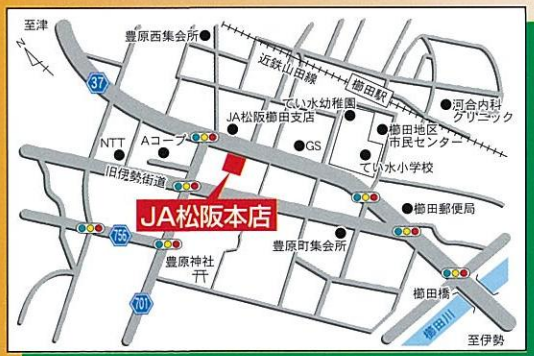 至津
豊原西集会所
近鉄山田線
櫛田駅
37
てい水幼稚園
河合内科
クリニック
JA松阪櫛田支店
櫛田地区
市民センター
Aコープ
GS
NTT
てい水小学校
旧伊勢街道
JA松阪本店
櫛田郵便局
756
豊原町集会所
豊原神社
701
櫛田橋
櫛田川
至伊勢
N